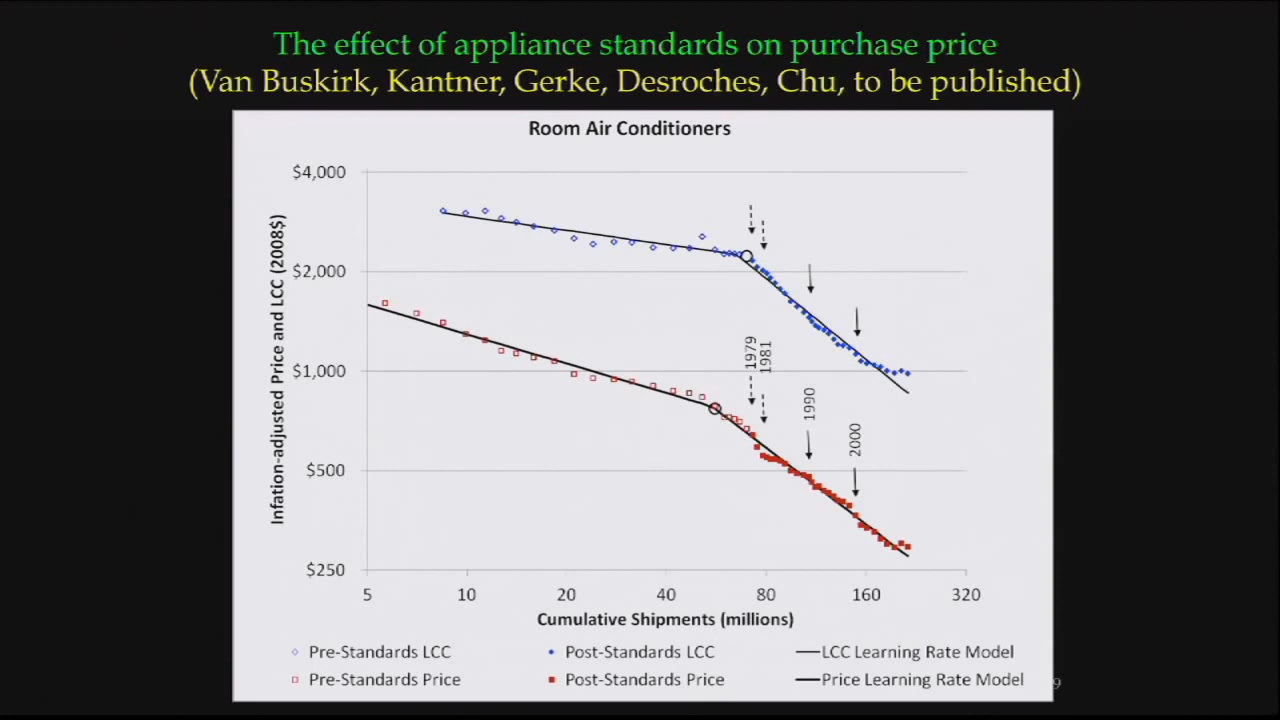 The effect of appliance standards on purchase price
(Van Buskirk, Kantner, Gerke, Desroches, Chu, to be published)
Room Air Conditioners
Infation-adjusted Price and LCC (2008$)
$4,000
$2,000
$1,000
$500
$250
1979
1981
1990
2000
5
10
20
40
80
160
320
Cumulative Shipments (millions)
Pre-Standards LCC
Post-Standards LCC
LCC Learning Rate Model
Pre-Standards Price
Post-Standards Price
Price Learning Rate Model
9